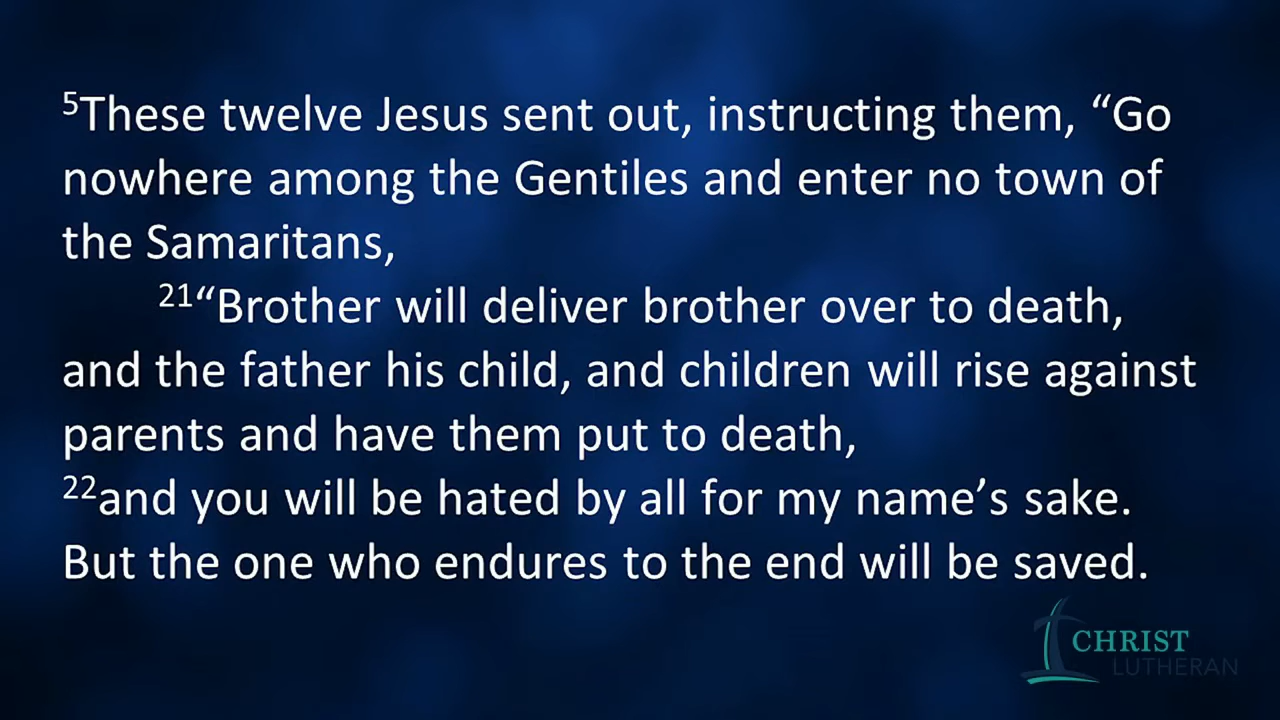 5These twelve Jesus sent out, instructing them, “Go
nowhere among the Gentiles and enter no town of
the Samaritans,
21“Brother will deliver brother over to death,
and the father his child, and children will rise against
parents and have them put to death,
22and you will be hated by all for my name’s sake.
But the one who endures to the end will be saved.
CHRIST
LUTHERAN